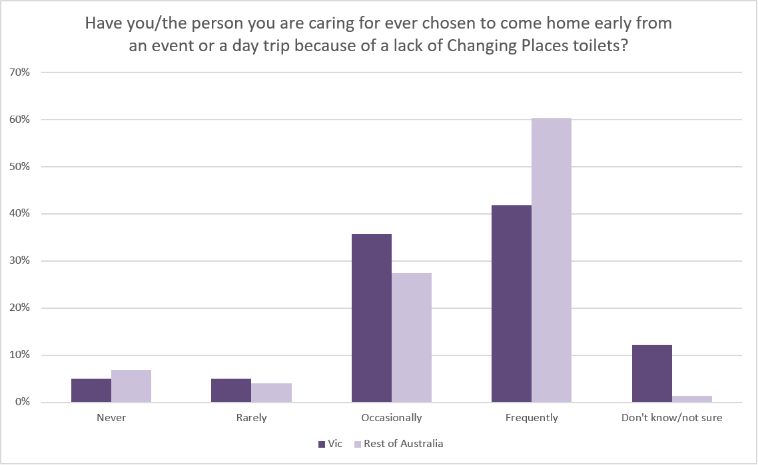 Have you/the person you are caring for ever chosen to come home early from
an event or a day trip because of a lack of Changing Places toilets?
70%
60%
50%
40%
30%
20%
10%
0%
Never Rarely Occasionally Frequently Don't know/not sure
Vic Rest of Australia